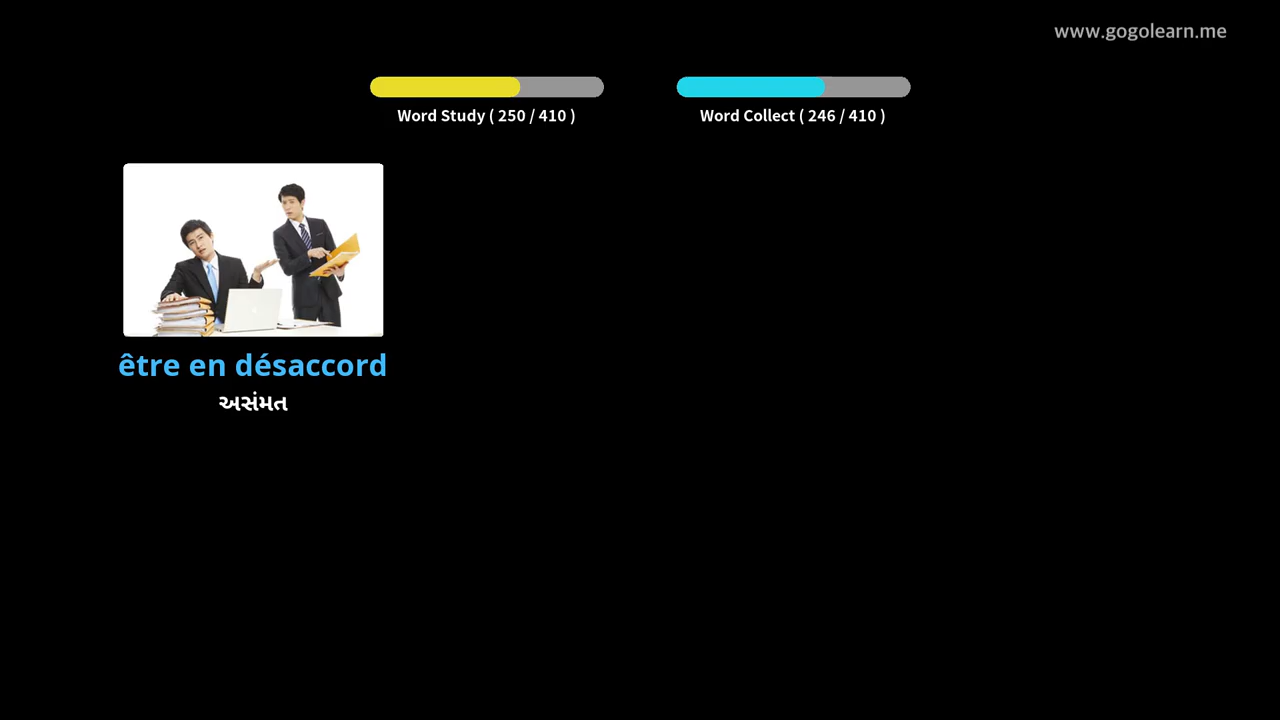 www.gogolearn.me
Word Study ( 250 / 410 )
Word Collect ( 246 / 410 )
être en désaccord
અસંમત